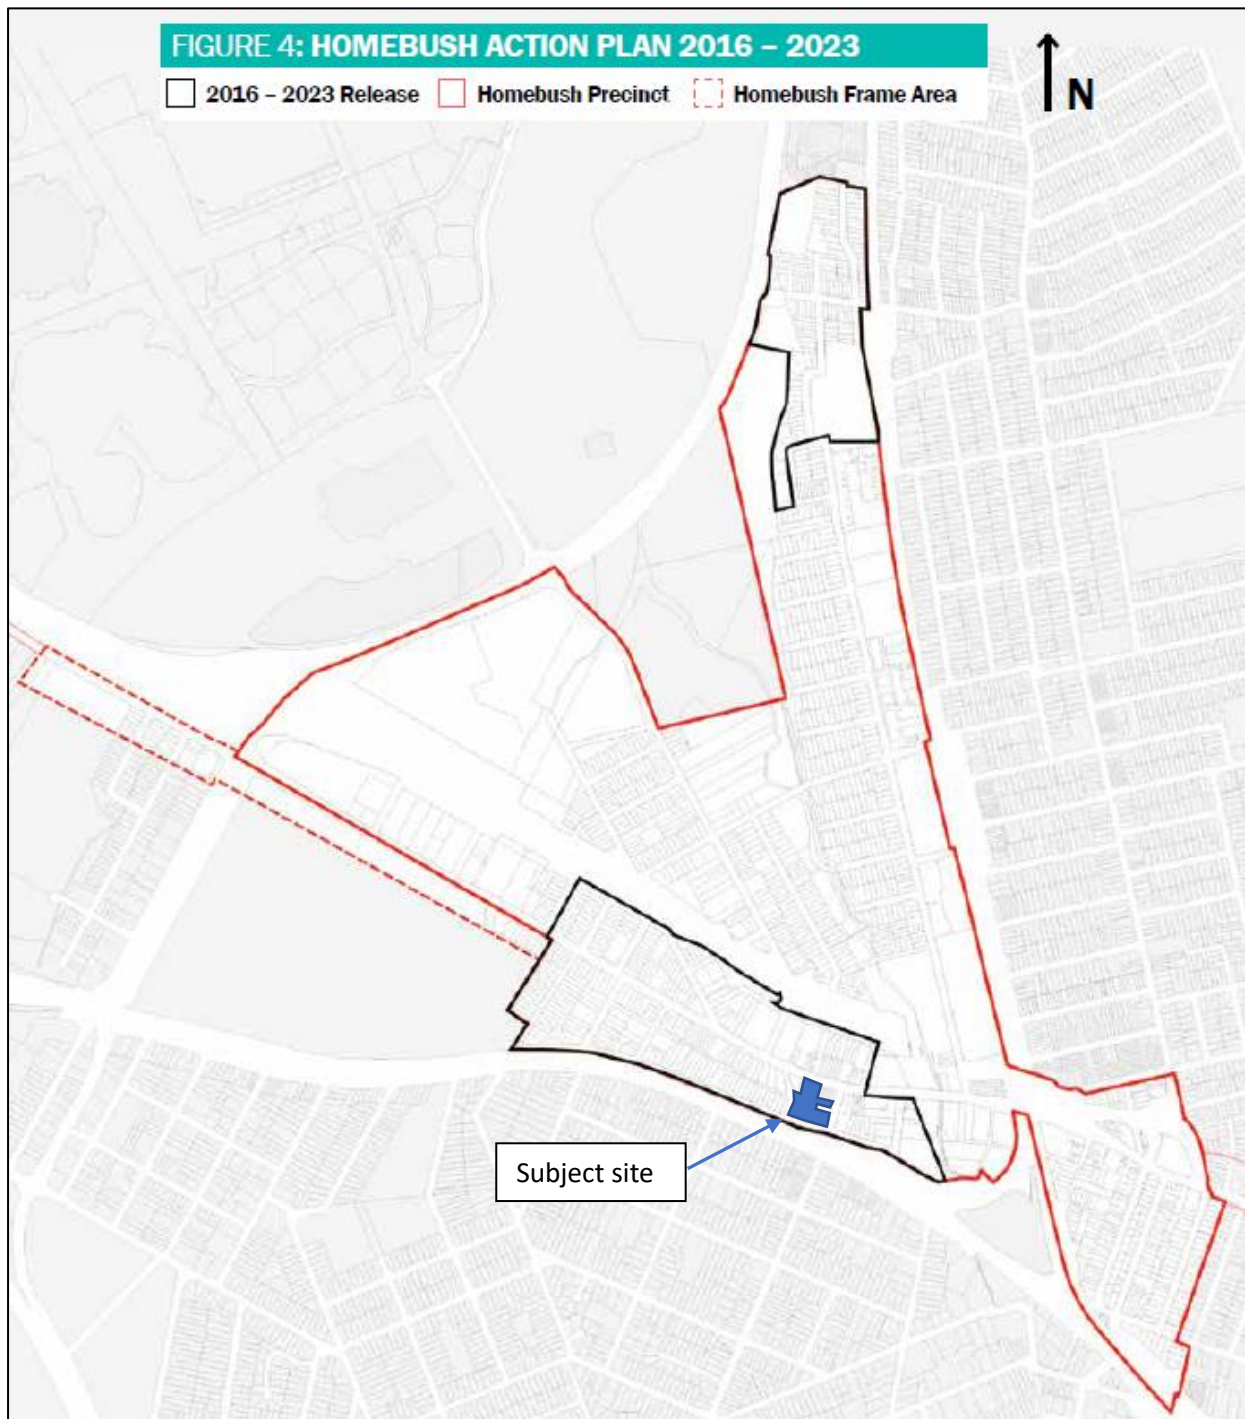 FIGURE 4: HOMEBUSH ACTION PLAN 2016 – 2023
2016 – 2023 Release Homebush Precinct Homebush Frame Area
N
Subject site